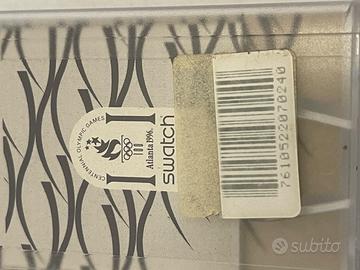 CENTENNIAL OLYMPIC GAMES
Atlanta 1996
swatch
7610522070240
subito